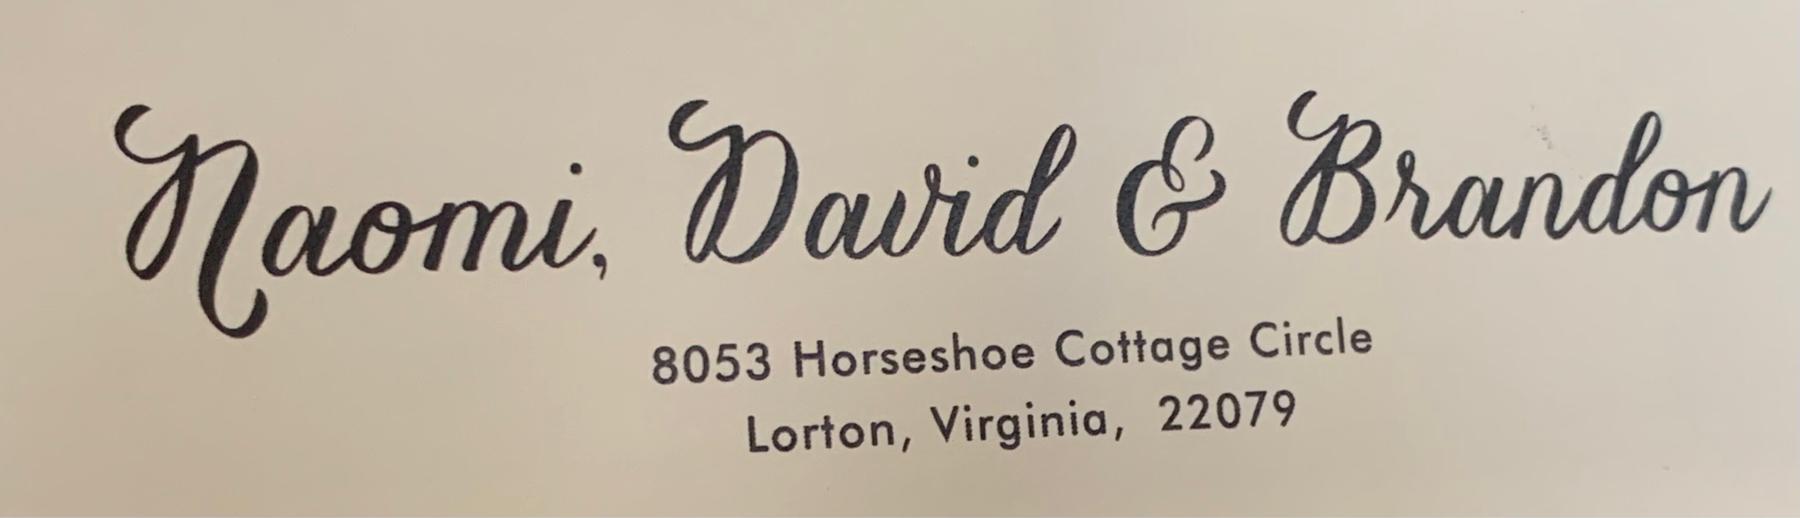 Naomi, David & Brandon
8053 Horseshoe Cottage Circle
Lorton, Virginia, 22079